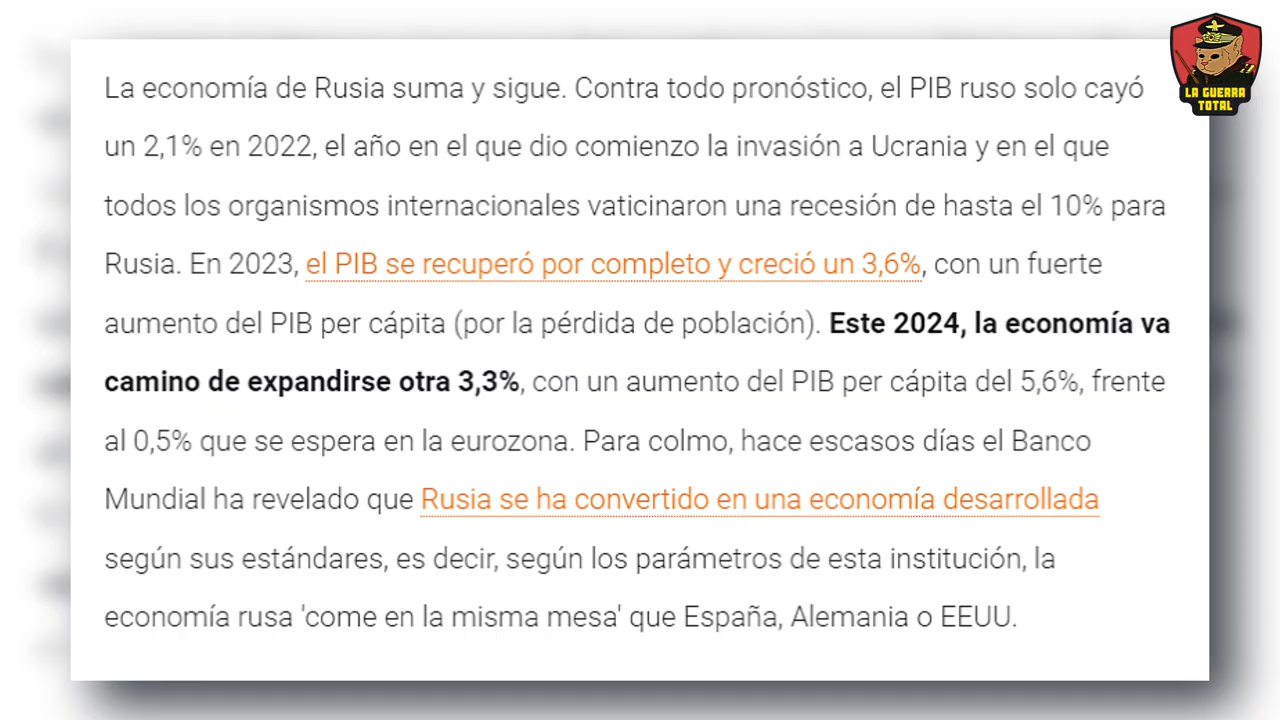 La economía de Rusia suma y sigue. Contra todo pronóstico, el PIB ruso solo cayó
un 2,1% en 2022, el año en el que dio comienzo la invasión a Ucrania y en el que
todos los organismos internacionales vaticinaron una recesión de hasta el 10% para
Rusia. En 2023, el PIB se recuperó por completo y creció un 3,6%, con un fuerte
aumento del PIB per cápita (por la pérdida de población). Este 2024, la economía va
camino de expandirse otra 3,3%, con un aumento del PIB per cápita del 5,6%, frente
al 0,5% que se espera en la eurozona. Para colmo, hace escasos días el Banco
Mundial ha revelado que Rusia se ha convertido en una economía desarrollada
según sus estándares, es decir, según los parámetros de esta institución, la
economía rusa 'come en la misma mesa' que España, Alemania o EEUU.
LA GUERRA
TOTAL